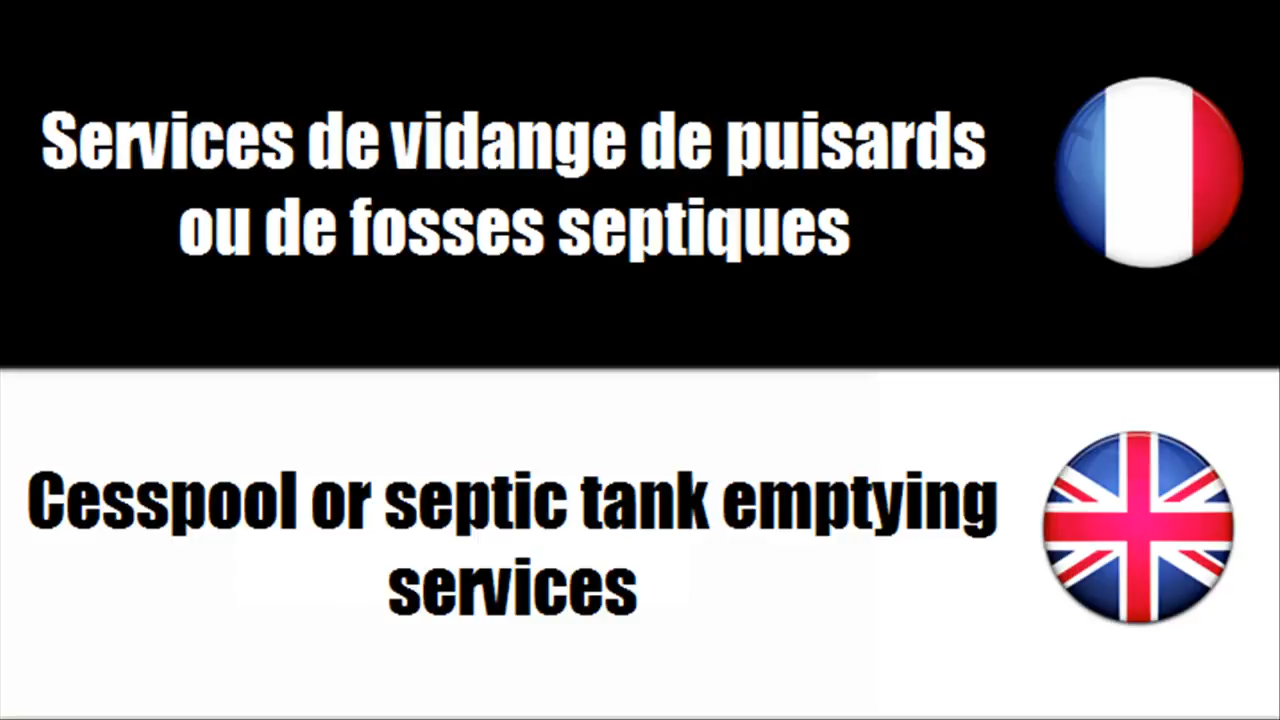 Services de vidange de puisards
ou de fosses septiques
Cesspool or septic tank emptying
services